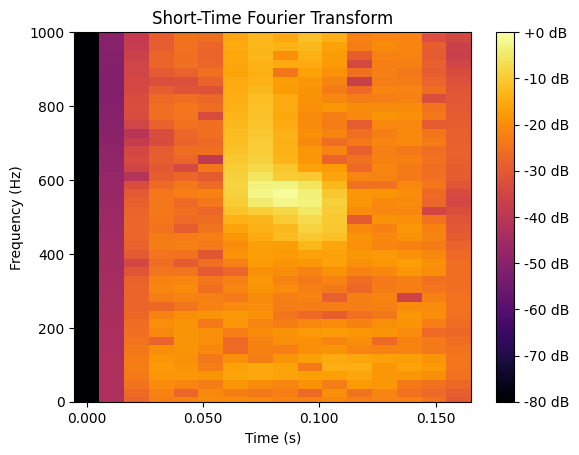 Short-Time Fourier Transform
1000
800
600
400
200
0
Frequency (Hz)
0.000
0.050
0.100
0.150
Time (s)
+0 dB
-10 dB
-20 dB
-30 dB
-40 dB
-50 dB
-60 dB
-70 dB
-80 dB